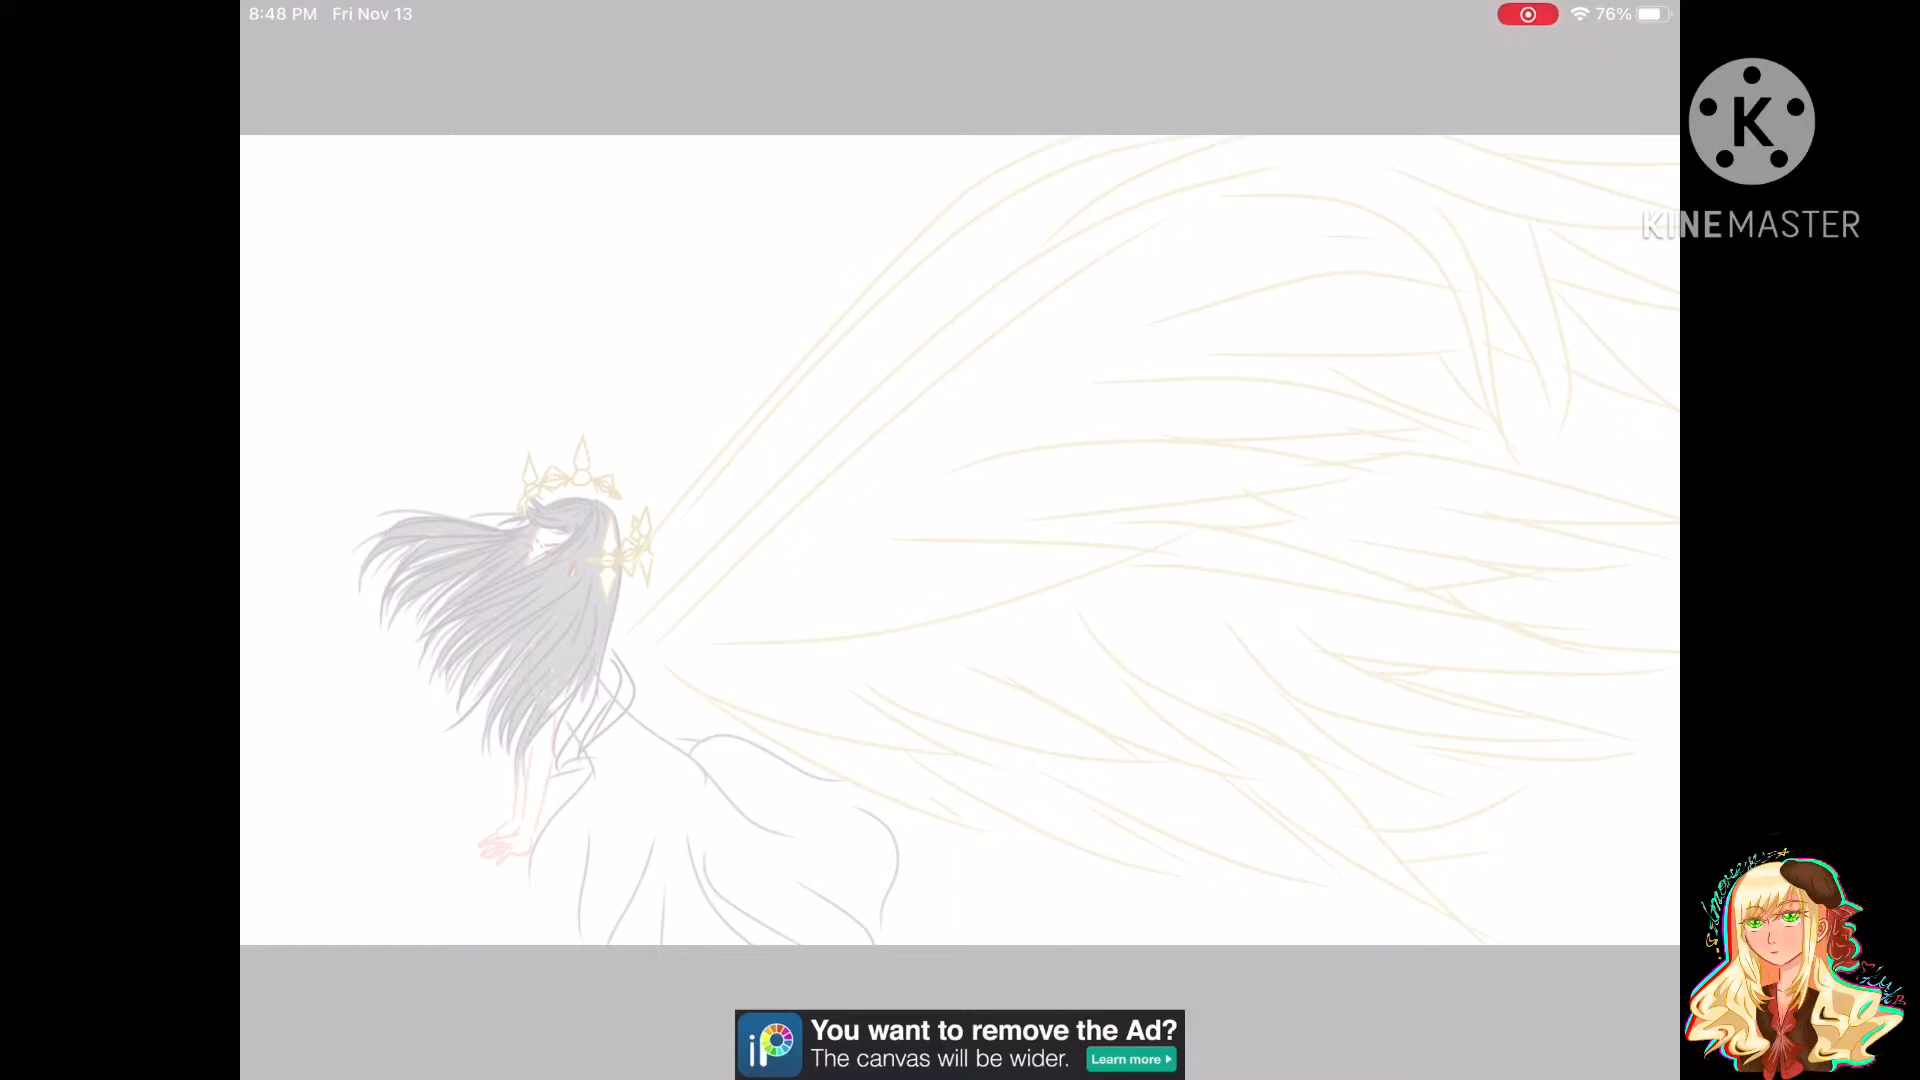 8:48 PM Fri Nov 13
76%
K
KINEMASTER
You want to remove the Ad?
The canvas will be wider.
Learn more